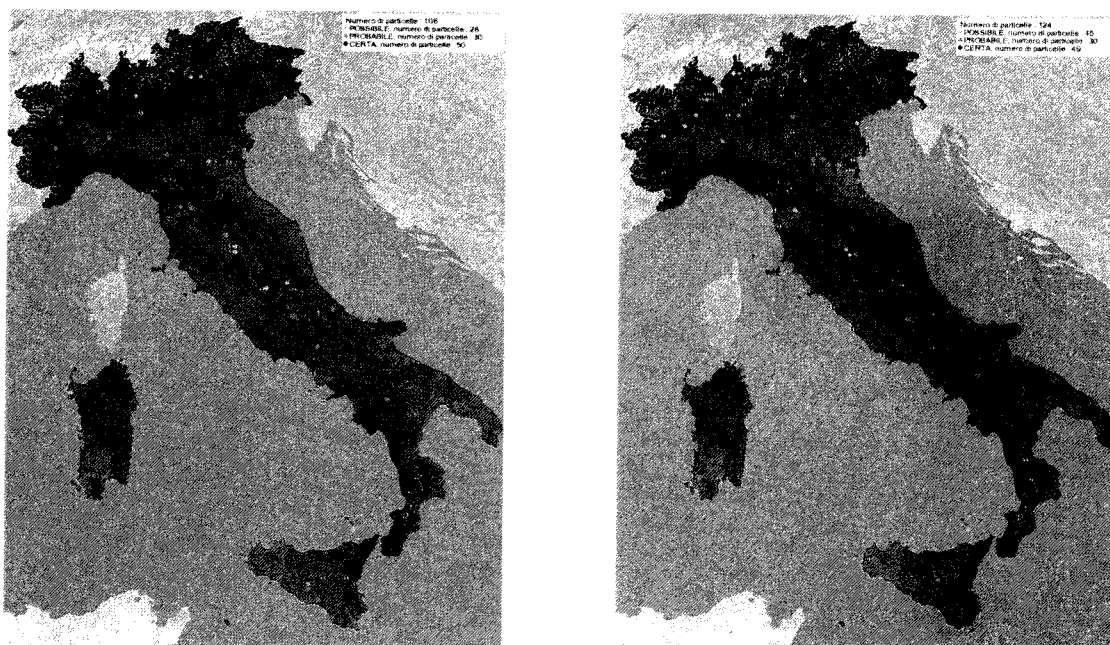 Numero di particelle : 108
POSSIBILE, numero di particelle : 28
PROBABILE, numero di particelle : 30
CERTA, numero di particelle : 50
Numero di particelle : 124
POSSIBILE, numero di particelle : 45
PROBABILE, numero di particelle : 30
CERTA, numero di particelle : 49